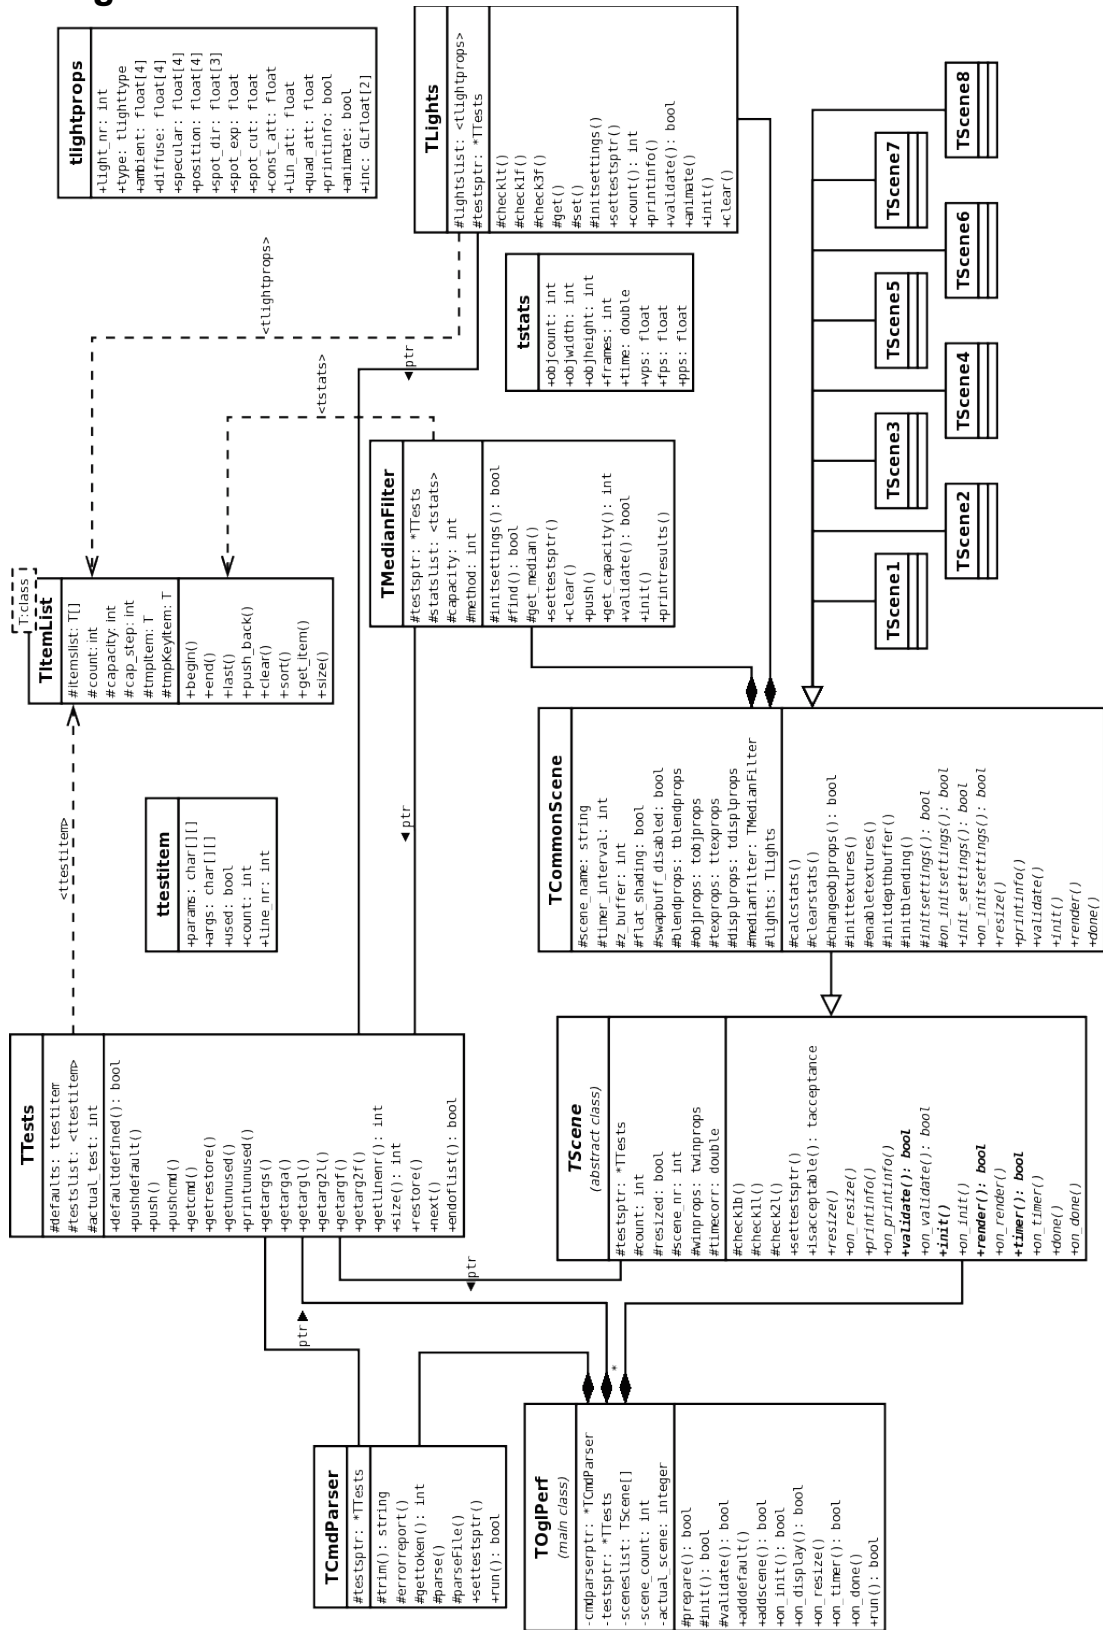 TTests
#defaults: ttestitem
#testslist: <ttestitem>
#actual_test: int
+defaultdefined(): bool
+pushdefault()
+push()
+pushcmd()
+getcmd()
+getrestore()
+getunused()
+printunused()
+getargs()
+getarga()
+getargl()
+getarg2l()
+getargf()
+getarg2f()
+getlinenr(): int
+size(): int
+restore()
+next()
+endoflist(): bool
<ttestitem>
ttestitem
+params: char[][]
+args: char[][]
+used: bool
+count: int
+line_nr: int
T:class
TItemList
#itemslist: T[]
#count: int
#capacity: int
#cap_step: int
#tmpItem: T
#tmpKeyItem: T
+begin()
+end()
+last()
+push_back()
+clear()
+sort()
+get_item()
+size()
<tlightprops>
<tstats>
tlightprops
+light_nr: int
+type: tlighttype
+ambient: float[4]
+diffuse: float[4]
+specular: float[4]
+position: float[4]
+spot_dir: float[3]
+spot_exp: float
+spot_cut: float
+const_att: float
+lin_att: float
+quad_att: float
+printinfo: bool
+animate: bool
+inc: GLfloat[2]
TCmdParser
#testsptr: *TTests
#trim(): string
#errorreport()
#gettoken(): int
#parse()
#parseFile()
+settestsptr()
+run(): bool
ptr
ptr
ptr
ptr
TMedianFilter
#testsptr: *TTests
#statslist: <tstats>
#capacity: int
#method: int
#initsettings(): bool
#find(): bool
#get_median()
+settestsptr()
+clear()
+push()
+get_capacity(): int
+validate(): bool
+init()
+printresults()
TLights
#lightslist: <tlightprops>
#testsptr: *TTests
#checklt()
#check1f()
#check3f()
#get()
#set()
#initsettings()
+settestsptr()
+count(): int
+printinfo()
+validate(): bool
+animate()
+init()
+clear()
tstats
+objcount: int
+objwidth: int
+objheight: int
+frames: int
+time: double
+vps: float
+fps: float
+pps: float
TOglPerf
(main class)
-cmdparserptr: *TCmdParser
-testsptr: *TTests
-sceneslist: TScene[]
-scene_count: int
-actual_scene: integer
#prepare(): bool
#init(): bool
#validate(): bool
+adddefault()
+addscene(): bool
+on_init(): bool
+on_display(): bool
+on_resize()
+on_timer(): bool
+on_done()
+run(): bool
*
TScene
(abstract class)
#testsptr: *TTests
#count: int
#resized: bool
#scene_nr: int
#winprops: twinprops
#timecorr: double
#check1b()
#check1l()
#check2l()
+settestsptr()
+isacceptable(): tacceptance
+resize()
+on_resize()
+printinfo()
+on_printinfo()
+validate(): bool
+on_validate(): bool
+init()
+on_init()
+render(): bool
+on_render()
+timer(): bool
+on_timer()
+done()
+on_done()
TCommonScene
#scene_name: string
#timer_interval: int
#z_buffer: int
#flat_shading: bool
#swapbuff_disabled: bool
#blendprops: tblendprops
#objprops: tobjprops
#texprops: ttexprops
#displprops: tdisplprops
#medianfilter: TMedianFilter
#lights: TLights
#calcstats()
#clearstats()
#changeobjprops(): bool
#inittextures()
#enabletextures()
#initdepthbuffer()
#initblending()
#initsettings(): bool
#on_initsettings(): bool
+init_settings(): bool
+on_initsettings(): bool
+resize()
+printinfo()
+validate()
+init()
+render()
+done()
TScene1
TScene2
TScene3
TScene4
TScene5
TScene6
TScene7
TScene8